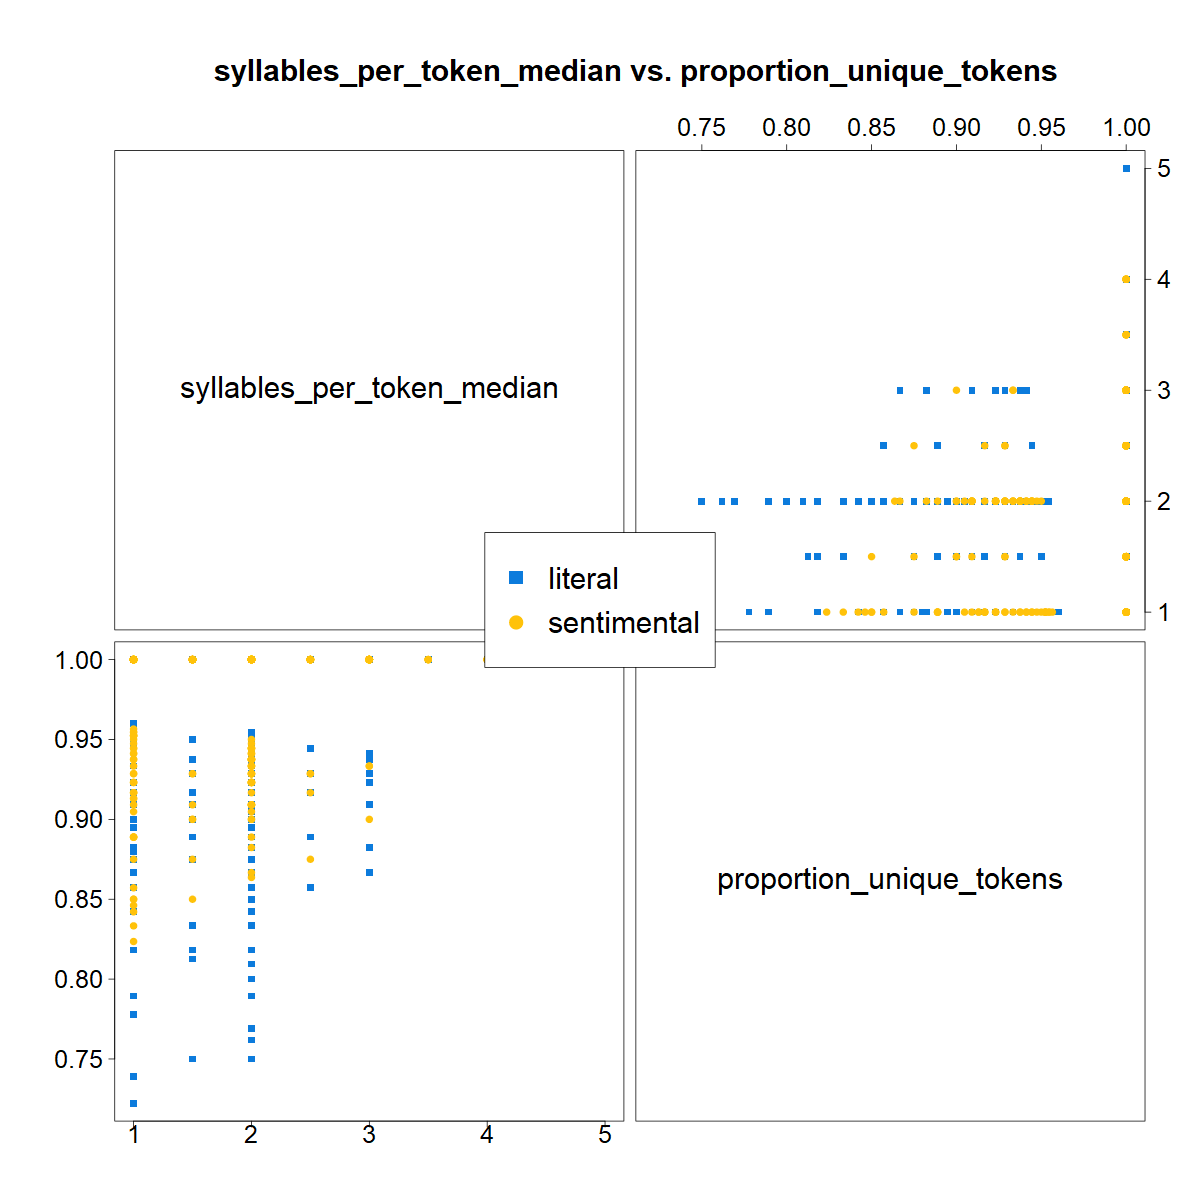 syllables_per_token_median vs. proportion_unique_tokens
0.75 0.80 0.85 0.90 0.95 1.00
5
4
3
2
1
syllables_per_token_median
literal
sentimental
1.00
0.95
0.90
0.85
0.80
0.75
proportion_unique_tokens
1 2 3 4 5